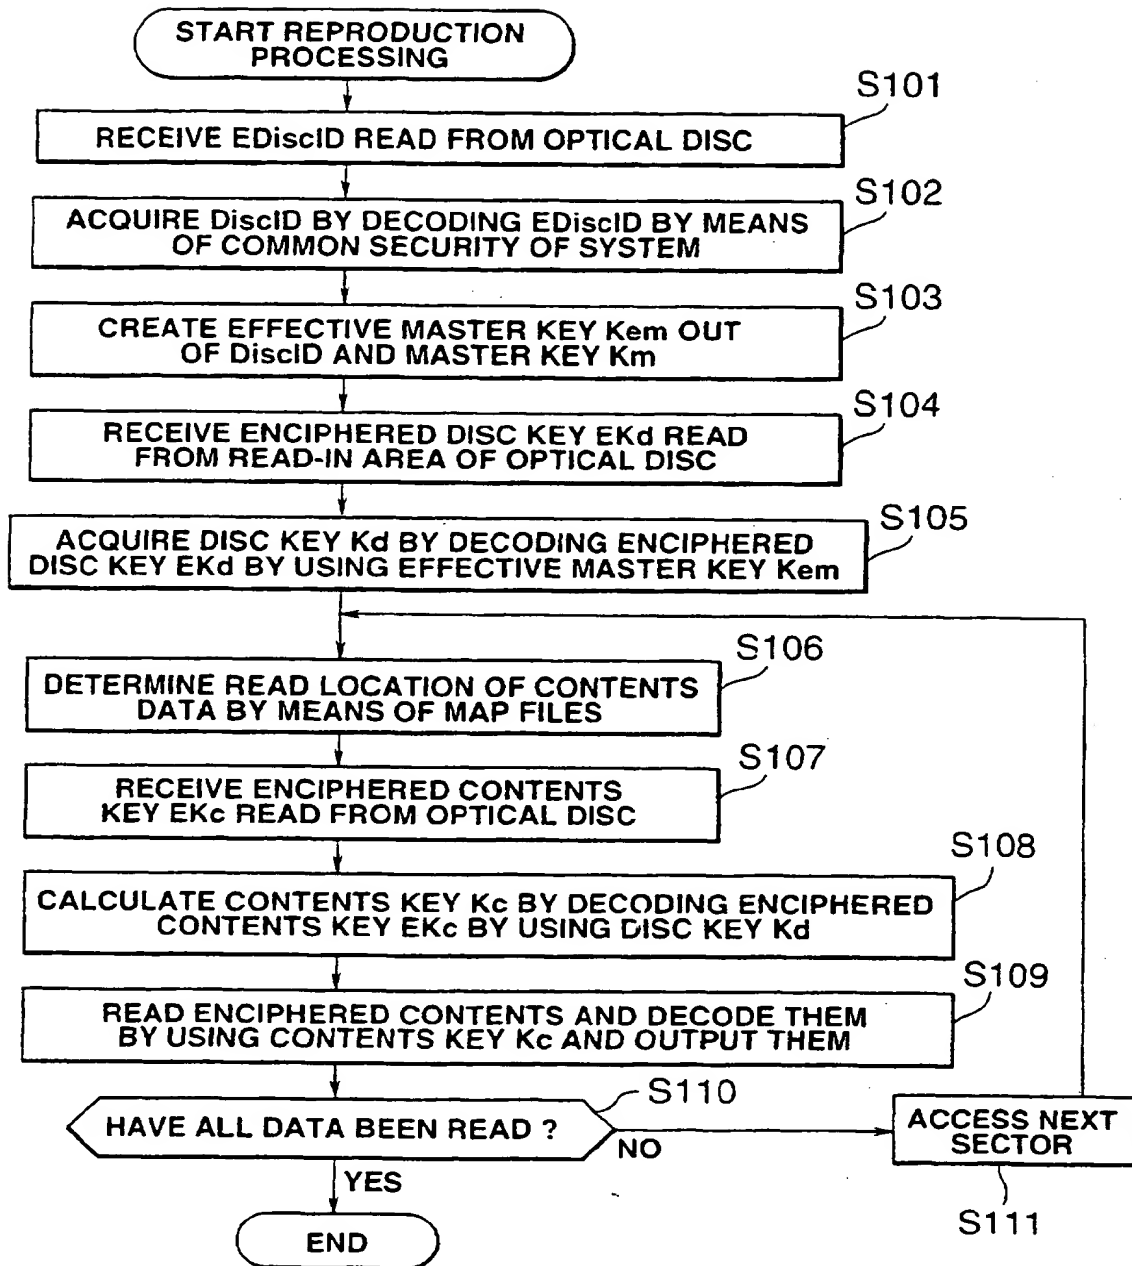 START REPRODUCTION
PROCESSING
S101
RECEIVE EDiscID READ FROM OPTICAL DISC
S102
ACQUIRE DiscID BY DECODING EDiscID BY MEANS
OF COMMON SECURITY OF SYSTEM
S103
CREATE EFFECTIVE MASTER KEY Kem OUT
OF DiscID AND MASTER KEY Km
S104
RECEIVE ENCIPHERED DISC KEY EKd READ
FROM READ-IN AREA OF OPTICAL DISC
S105
ACQUIRE DISC KEY Kd BY DECODING ENCIPHERED
DISC KEY EKd BY USING EFFECTIVE MASTER KEY Kem
S106
DETERMINE READ LOCATION OF CONTENTS
DATA BY MEANS OF MAP FILES
S107
RECEIVE ENCIPHERED CONTENTS
KEY EKc READ FROM OPTICAL DISC
S108
CALCULATE CONTENTS KEY Kc BY DECODING ENCIPHERED
CONTENTS KEY EKc BY USING DISC KEY Kd
S109
READ ENCIPHERED CONTENTS AND DECODE THEM
BY USING CONTENTS KEY Kc AND OUTPUT THEM
S110
HAVE ALL DATA BEEN READ ?
NO
ACCESS NEXT
SECTOR
S111
YES
END